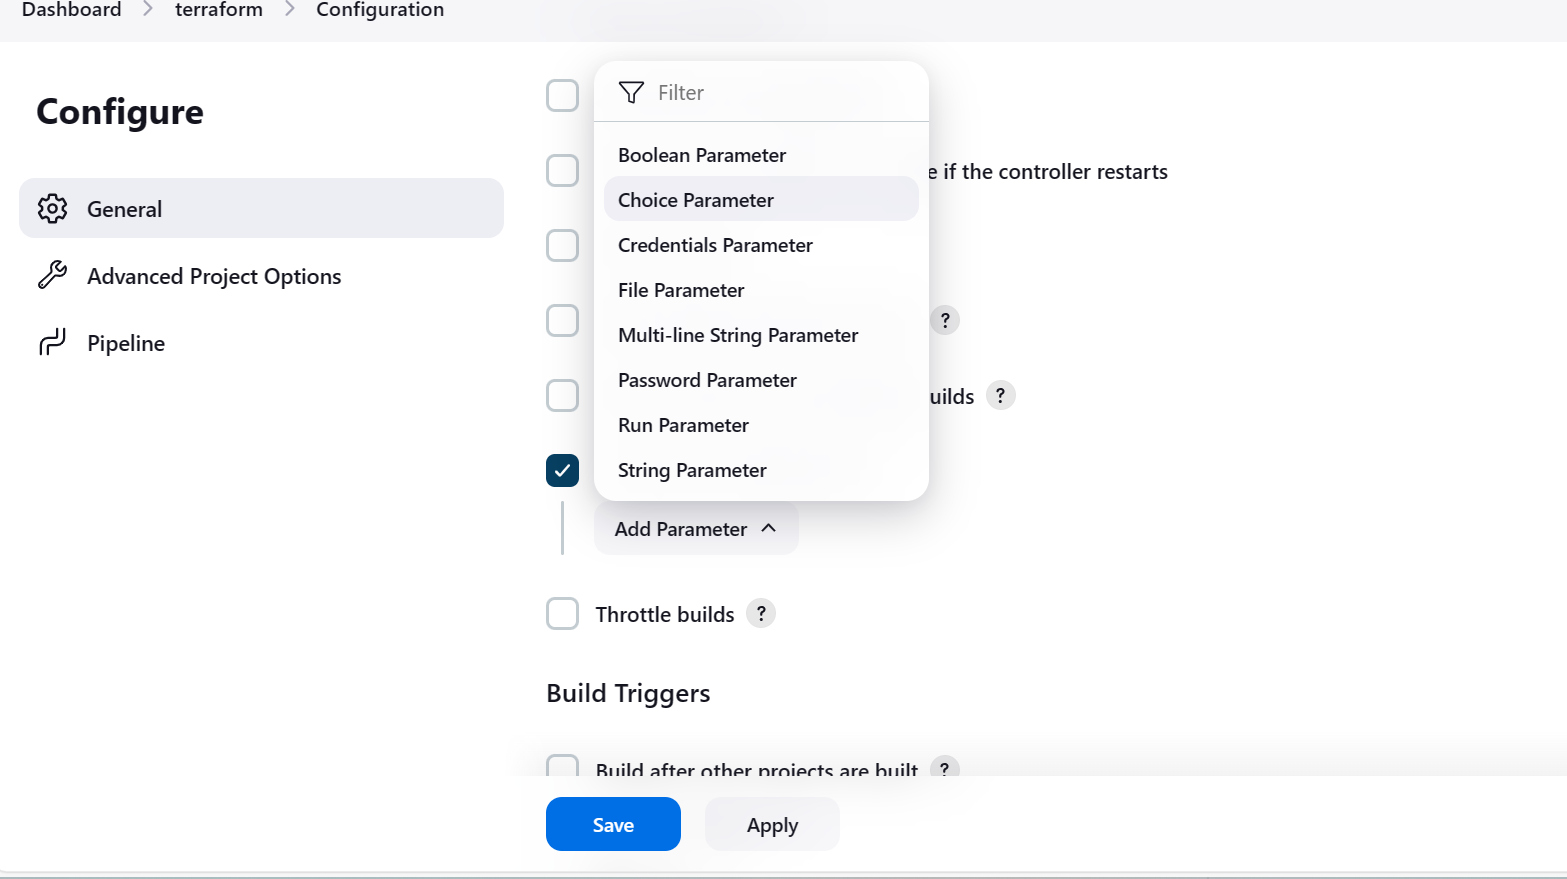 Dashboard > terraform > Configuration
Configure
General
Advanced Project Options
Pipeline
Filter
Boolean Parameter
e if the controller restarts
Choice Parameter
Credentials Parameter
File Parameter
?
Multi-line String Parameter
Password Parameter
uilds ?
Run Parameter
String Parameter
Add Parameter
Throttle builds ?
Build Triggers
Build after other projects are built ?
Save Apply